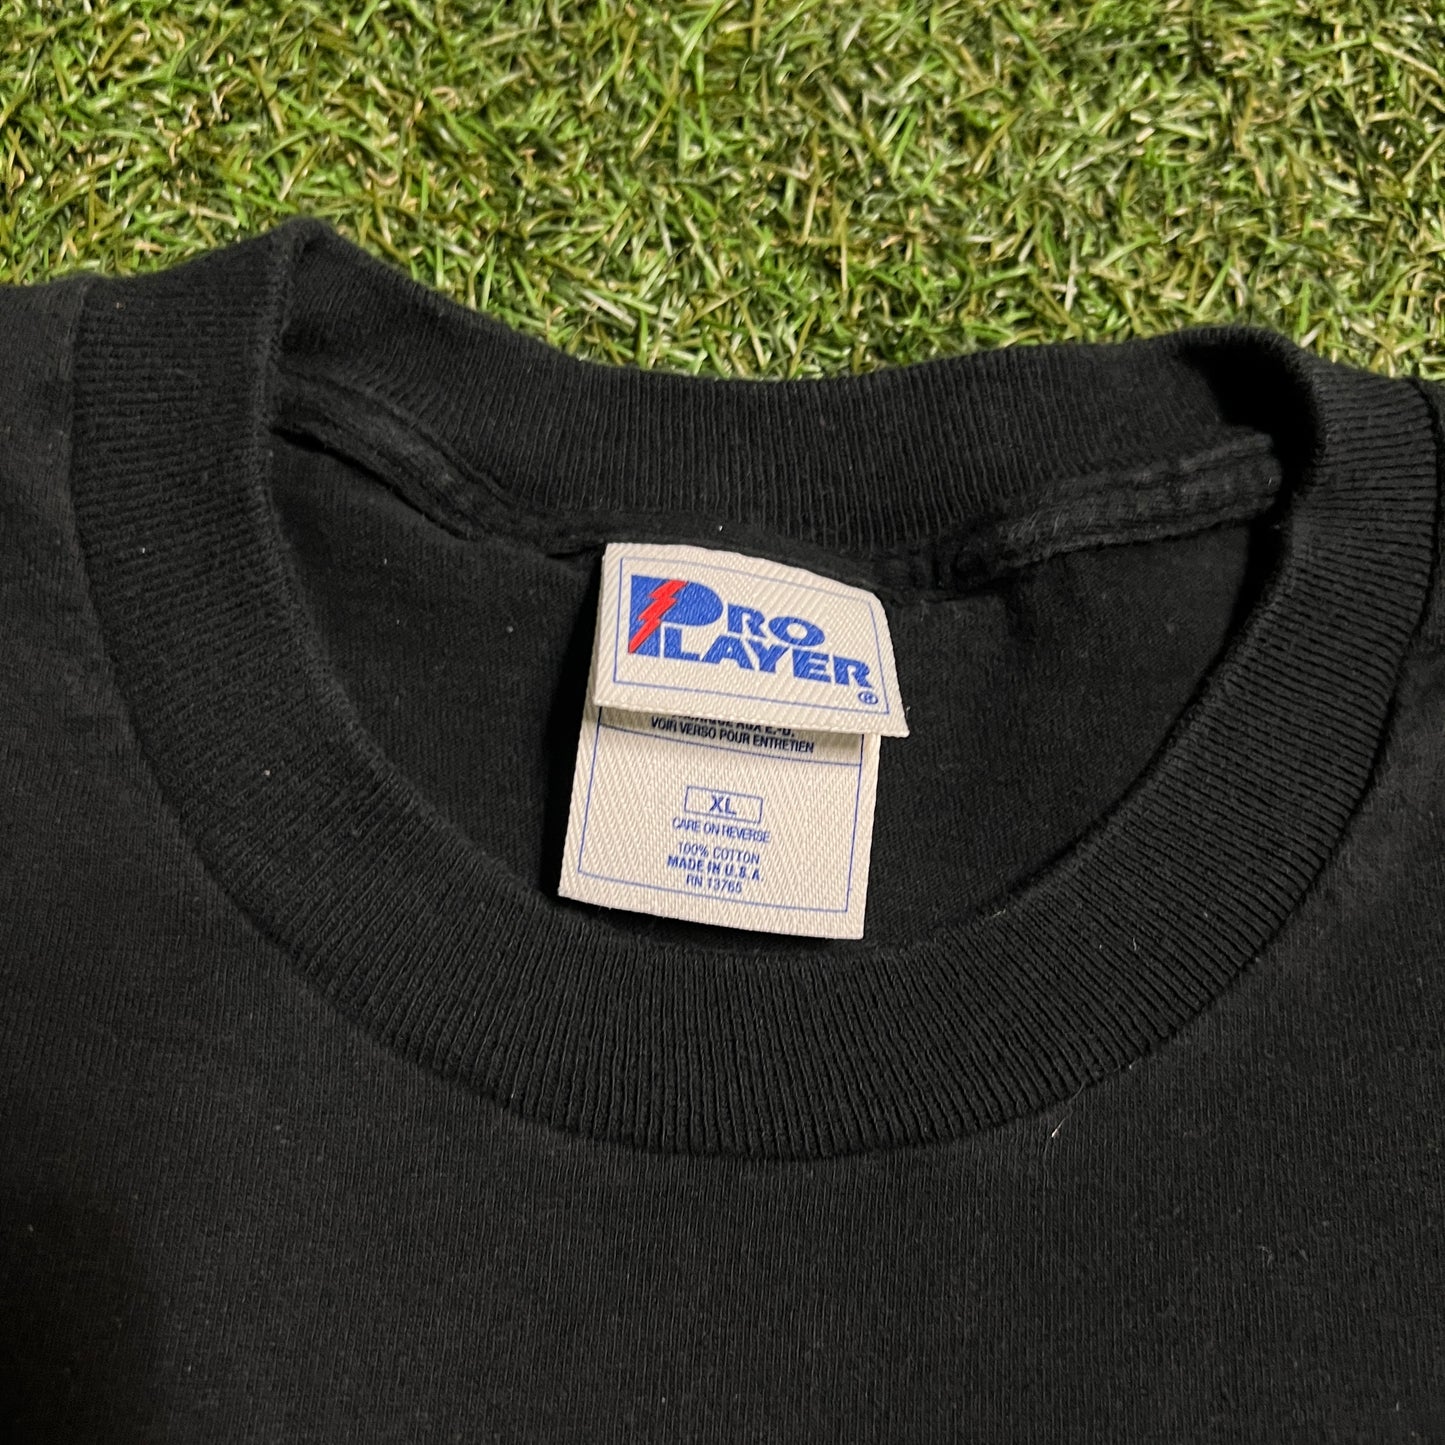 PRO
PLAYER®
VOIR VERSO POUR ENTRETIEN
XL
CARE ON REVERSE
100% COTTON
MADE IN U.S.A
RN 13765